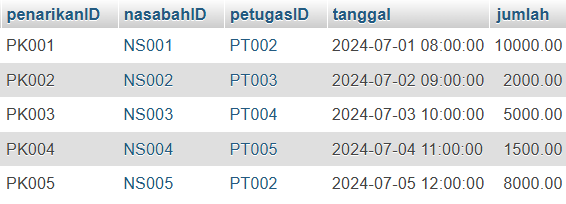 penarikanID nasabahID petugasID tanggal jumlah
PK001 NS001 PT002 2024-07-01 08:00:00 10000.00
PK002 NS002 PT003 2024-07-02 09:00:00 2000.00
PK003 NS003 PT004 2024-07-03 10:00:00 5000.00
PK004 NS004 PT005 2024-07-04 11:00:00 1500.00
PK005 NS005 PT002 2024-07-05 12:00:00 8000.00